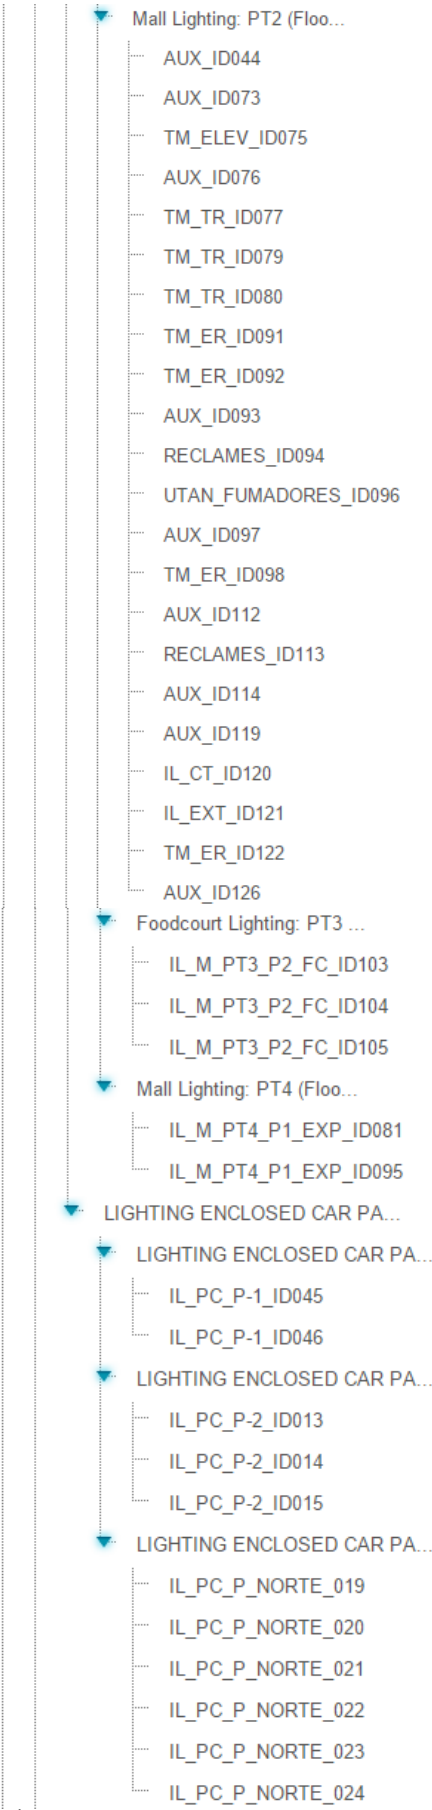 Mall Lighting: PT2 (Floo...
AUX_ID044
AUX_ID073
TM_ELEV_ID075
AUX_ID076
TM_TR_ID077
TM_TR_ID079
TM_TR_ID080
TM_ER_ID091
TM_ER_ID092
AUX_ID093
RECLAMES_ID094
UTAN_FUMADORES_ID096
AUX_ID097
TM_ER_ID098
AUX_ID112
RECLAMES_ID113
AUX_ID114
AUX_ID119
IL_CT_ID120
IL_EXT_ID121
TM_ER_ID122
AUX_ID126
Foodcourt Lighting: PT3 ...
IL_M_PT3_P2_FC_ID103
IL_M_PT3_P2_FC_ID104
IL_M_PT3_P2_FC_ID105
Mall Lighting: PT4 (Floo...
IL_M_PT4_P1_EXP_ID081
IL_M_PT4_P1_EXP_ID095
LIGHTING ENCLOSED CAR PA...
LIGHTING ENCLOSED CAR PA...
IL_PC_P-1_ID045
IL_PC_P-1_ID046
LIGHTING ENCLOSED CAR PA...
IL_PC_P-2_ID013
IL_PC_P-2_ID014
IL_PC_P-2_ID015
LIGHTING ENCLOSED CAR PA...
IL_PC_P_NORTE_019
IL_PC_P_NORTE_020
IL_PC_P_NORTE_021
IL_PC_P_NORTE_022
IL_PC_P_NORTE_023
IL_PC_P_NORTE_024